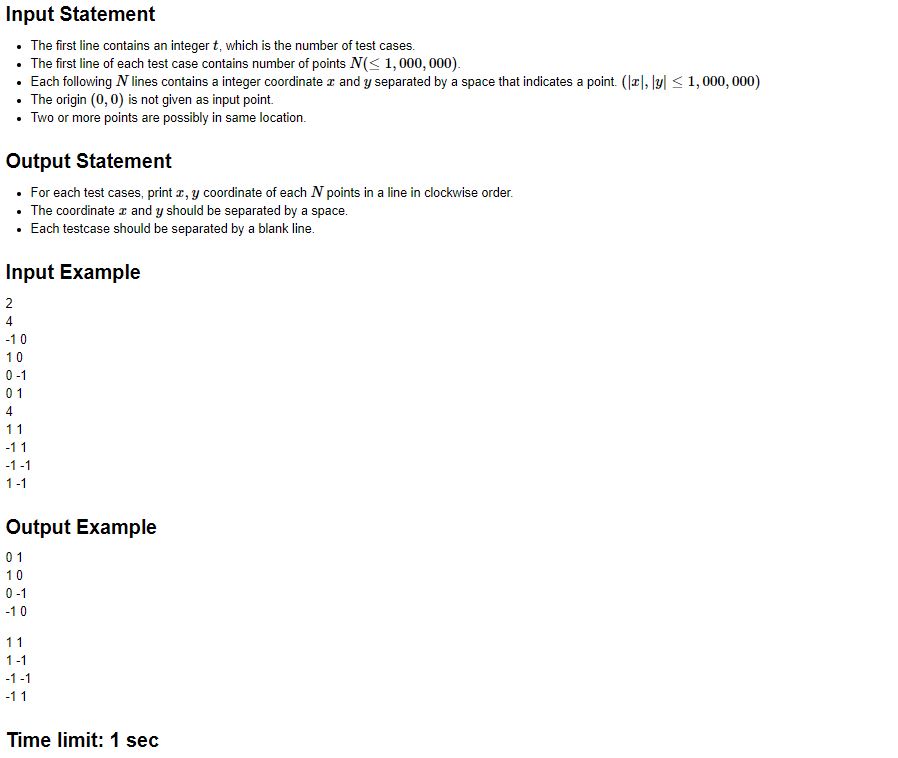 Input Statement
• The first line contains an integer t, which is the number of test cases.
• The first line of each test case contains number of points N(≤ 1,000,000).
• Each following N lines contains a integer coordinate x and y separated by a space that indicates a point. (|x|, |y| ≤ 1,000,000)
• The origin (0,0) is not given as input point.
• Two or more points are possibly in same location.
Output Statement
• For each test cases, print x, y coordinate of each N points in a line in clockwise order.
• The coordinate x and y should be separated by a space.
• Each testcase should be separated by a blank line.
Input Example
2
4
-1 0
1 0
0 -1
0 1
4
1 1
-1 1
-1 -1
1 -1
Output Example
0 1
1 0
0 -1
-1 0
1 1
1 -1
-1 -1
-1 1
Time limit: 1 sec